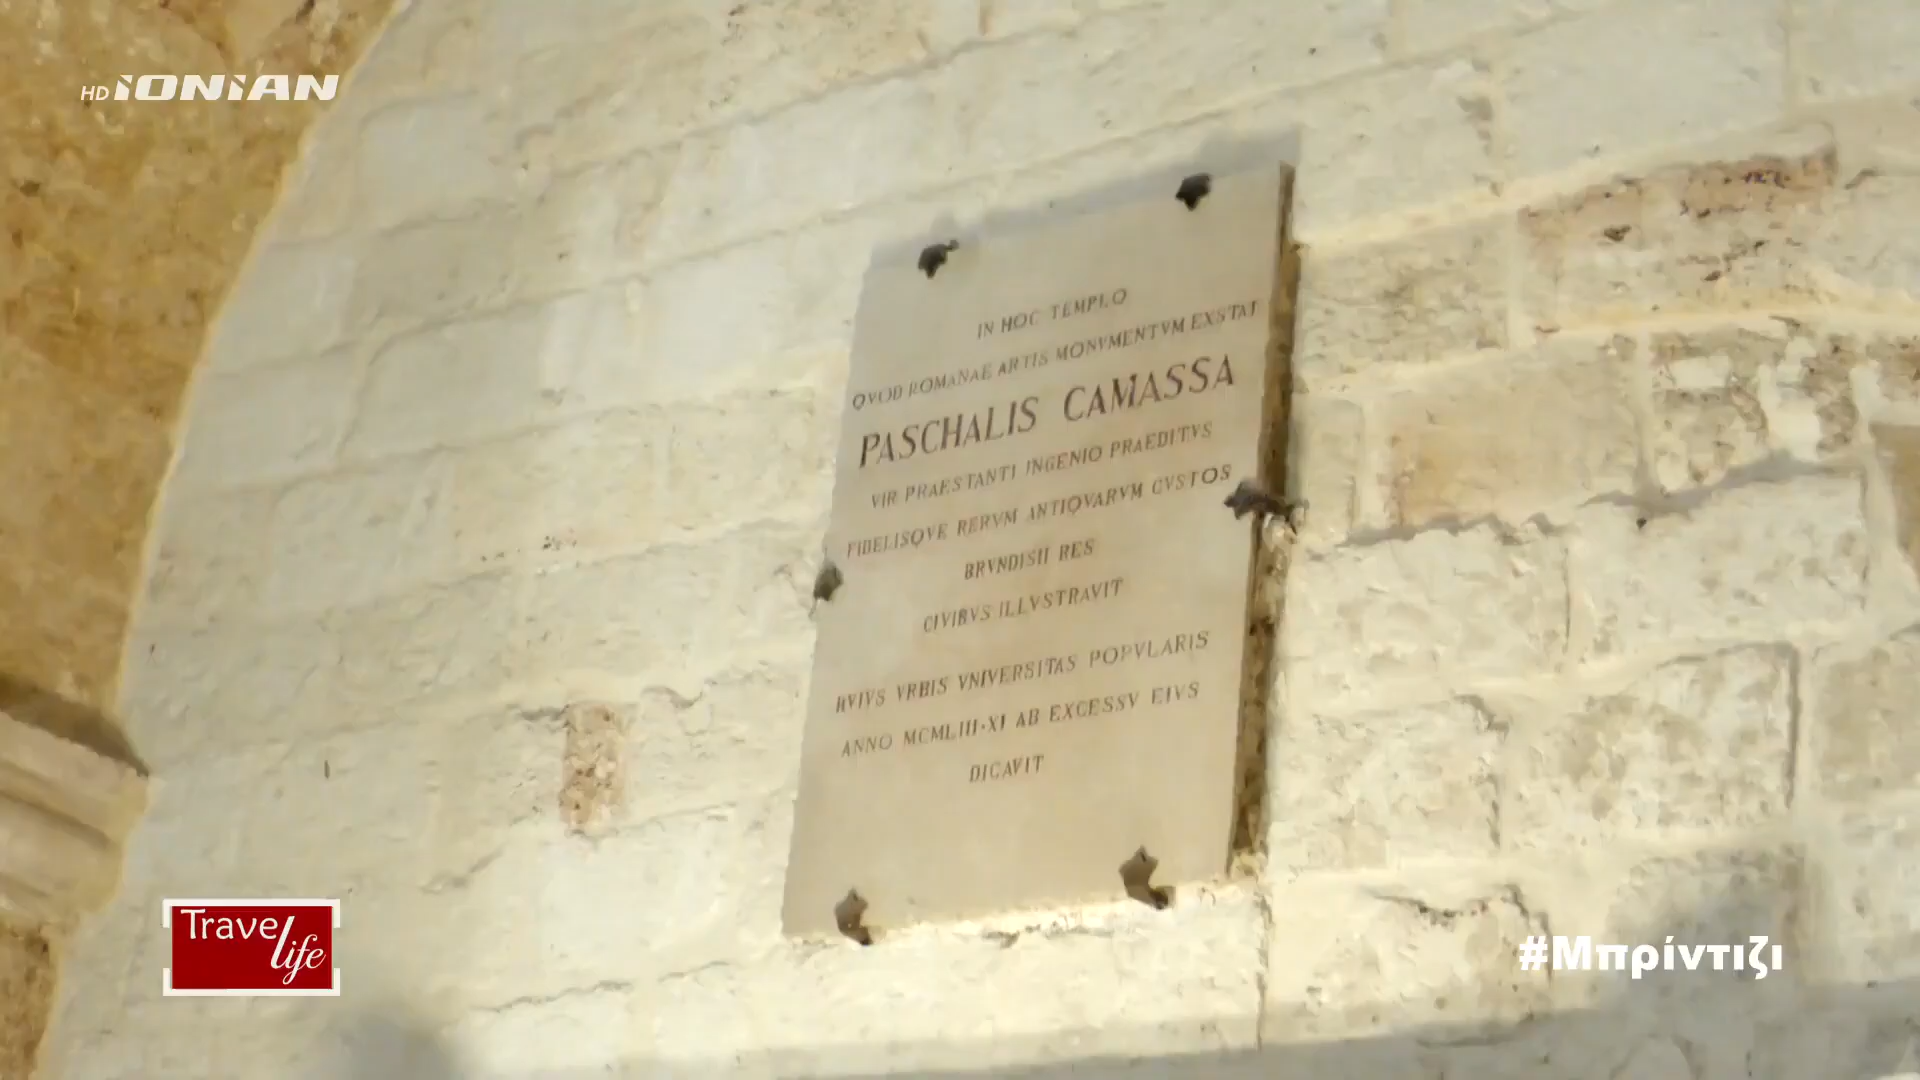 HD IONIAN
IN HOC TEMPLO
QVOD ROMANAE ARTIS MONVMENTVM EXSTAT
PASCHALIS CAMASSA
VIR PRAESTANTI INGENIO PRAEDITVS
FIDELISQVE RERVM ANTIQVARVM CVSTOS
BRVNDISII RES
CIVIBVS ILLVSTRAVIT
HVIVS VRBIS VNIVERSITAS POPVLARIS
ANNO MCMLIII·XI AB EXCESSV EIVS
DICAVIT
Travel life
#Μπρίντιζι